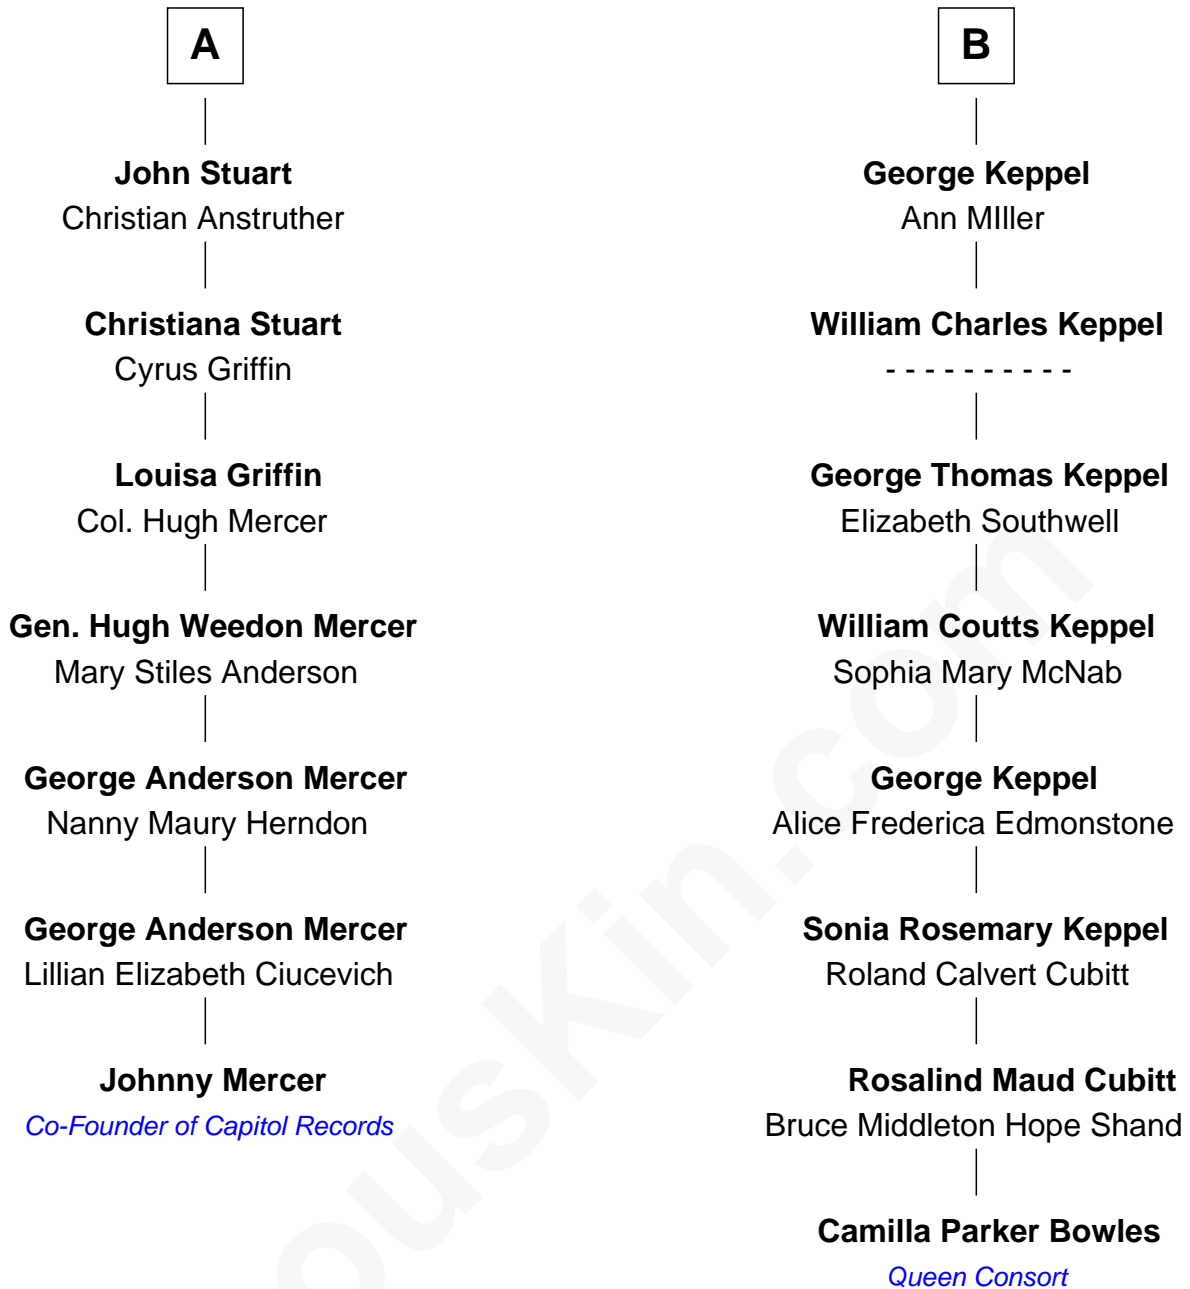 A
John Stuart
Christian Anstruther
Christiana Stuart
Cyrus Griffin
Louisa Griffin
Col. Hugh Mercer
Gen. Hugh Weedon Mercer
Mary Stiles Anderson
George Anderson Mercer
Nanny Maury Herndon
George Anderson Mercer
Lillian Elizabeth Ciucevich
Johnny Mercer
Co-Founder of Capitol Records
B
George Keppel
Ann MIller
William Charles Keppel
- - - - - - - - - -
George Thomas Keppel
Elizabeth Southwell
William Coutts Keppel
Sophia Mary McNab
George Keppel
Alice Frederica Edmonstone
Sonia Rosemary Keppel
Roland Calvert Cubitt
Rosalind Maud Cubitt
Bruce Middleton Hope Shand
Camilla Parker Bowles
Queen Consort
ousKin.com